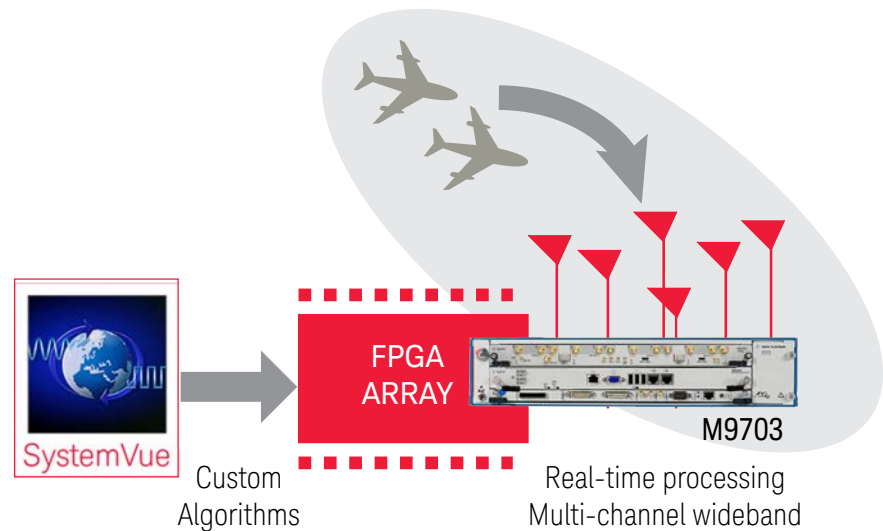 FPGA
ARRAY
SystemVue
M9703
Custom
Algorithms
Real-time processing
Multi-channel wideband